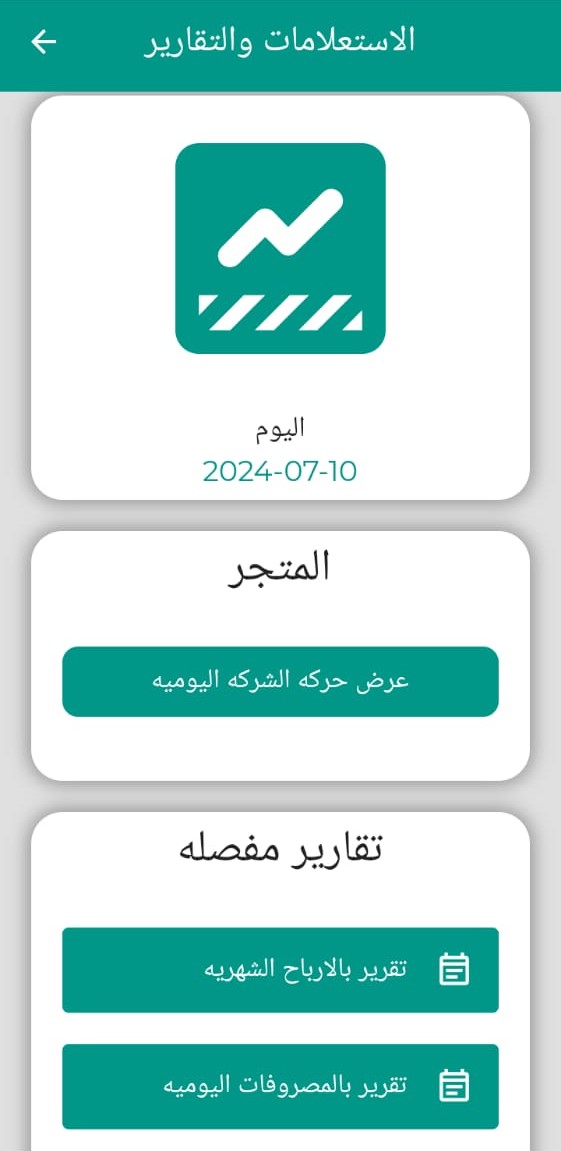 الاستعلامات والتقارير
اليوم
2024-07-10
المتجر
عرض حركه الشركه اليوميه
تقارير مفصله
تقرير بالارباح الشهريه
تقرير بالمصروفات اليوميه